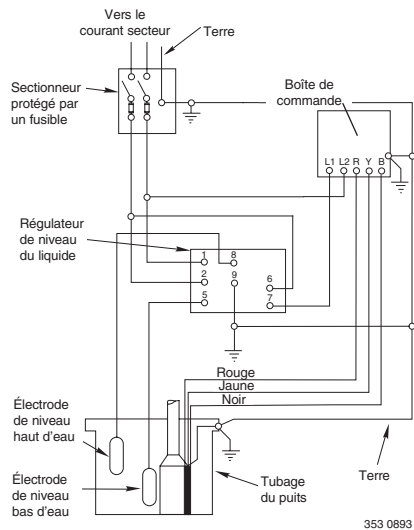 Vers le
courant secteur
Terre
Sectionneur
protégé par
un fusible
Boîte de
commande
L1 L2 R Y B
Régulateur
de niveau
du liquide
1
8
2
9
6
5
7
Rouge
Jaune
Noir
Électrode
de niveau
haut d'eau
Électrode
de niveau
bas d'eau
Tubage
du puits
Terre
353 0893